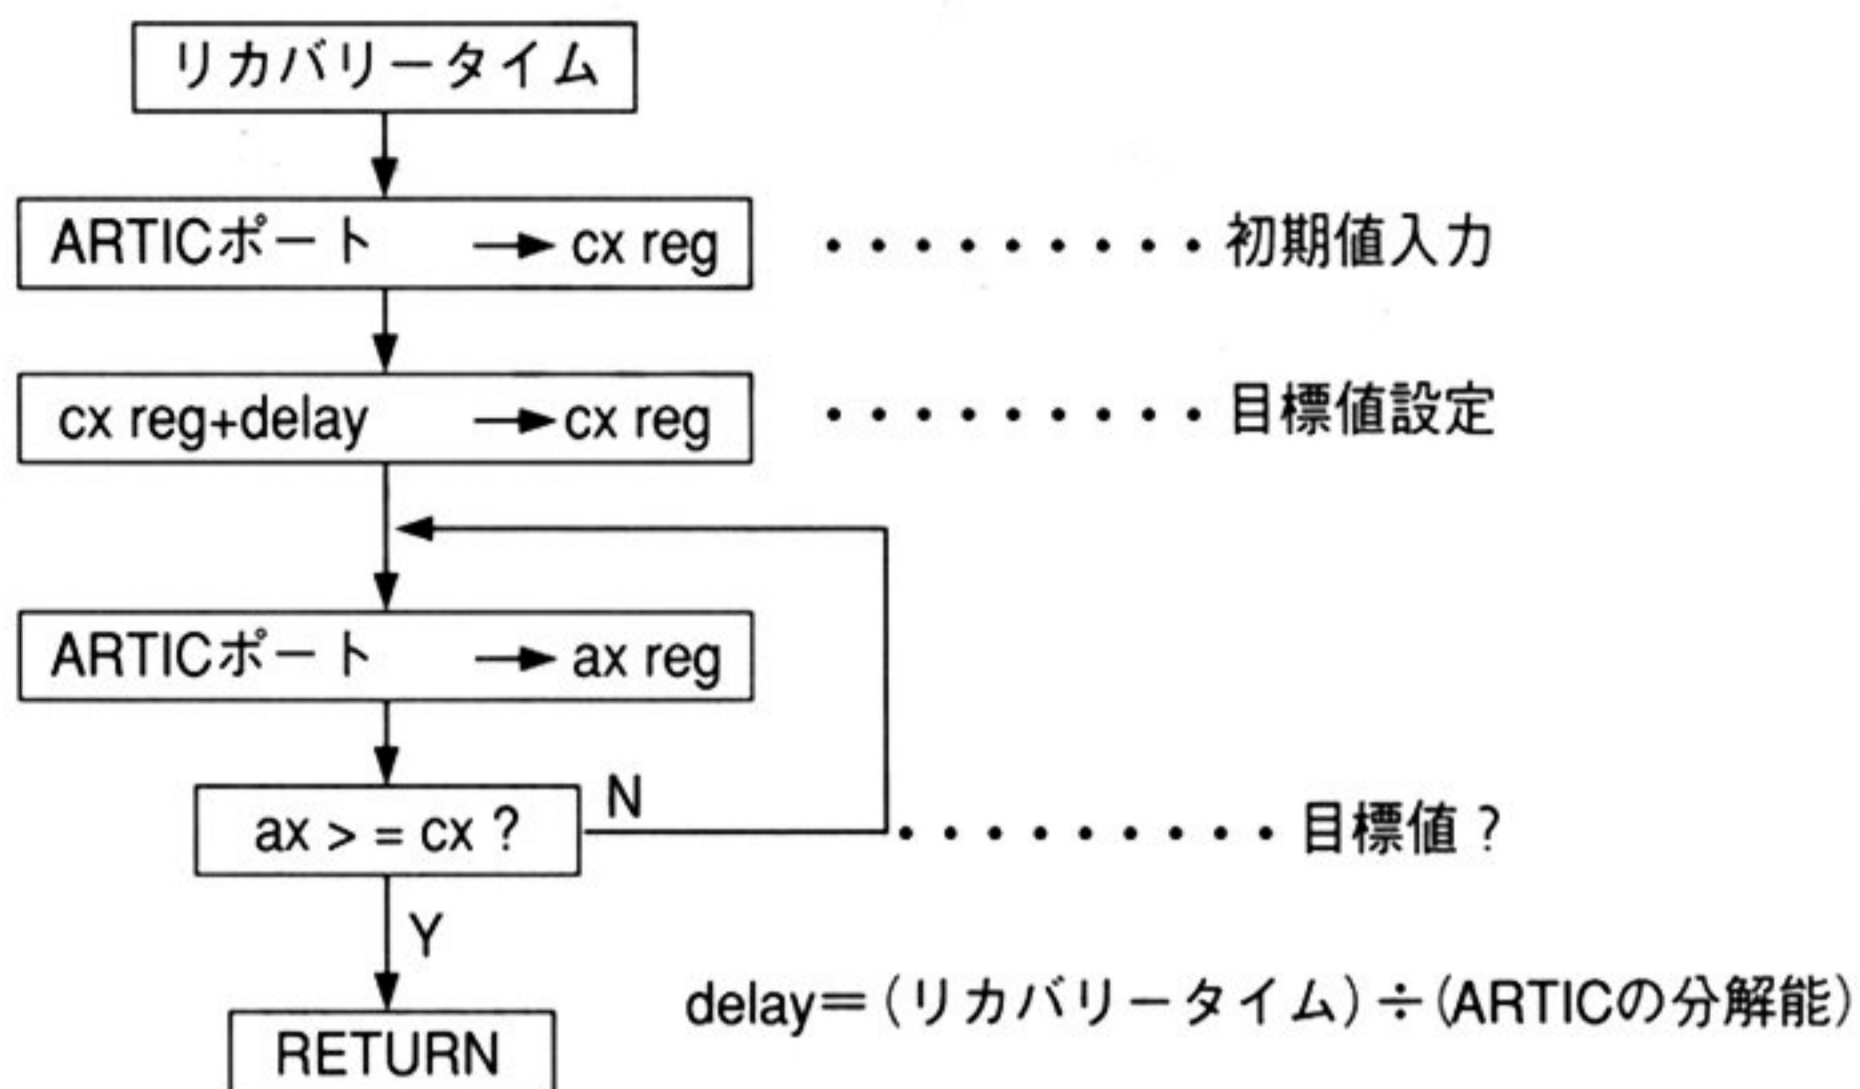 リカバリータイム
ARTICポート → cx reg ・・・・・・・・・ 初期値入力
cx reg+delay → cx reg ・・・・・・・・・ 目標値設定
ARTICポート → ax reg
ax > = cx ? N ・・・・・・・・・ 目標値?
Y
delay=(リカバリータイム)÷(ARTICの分解能)
RETURN